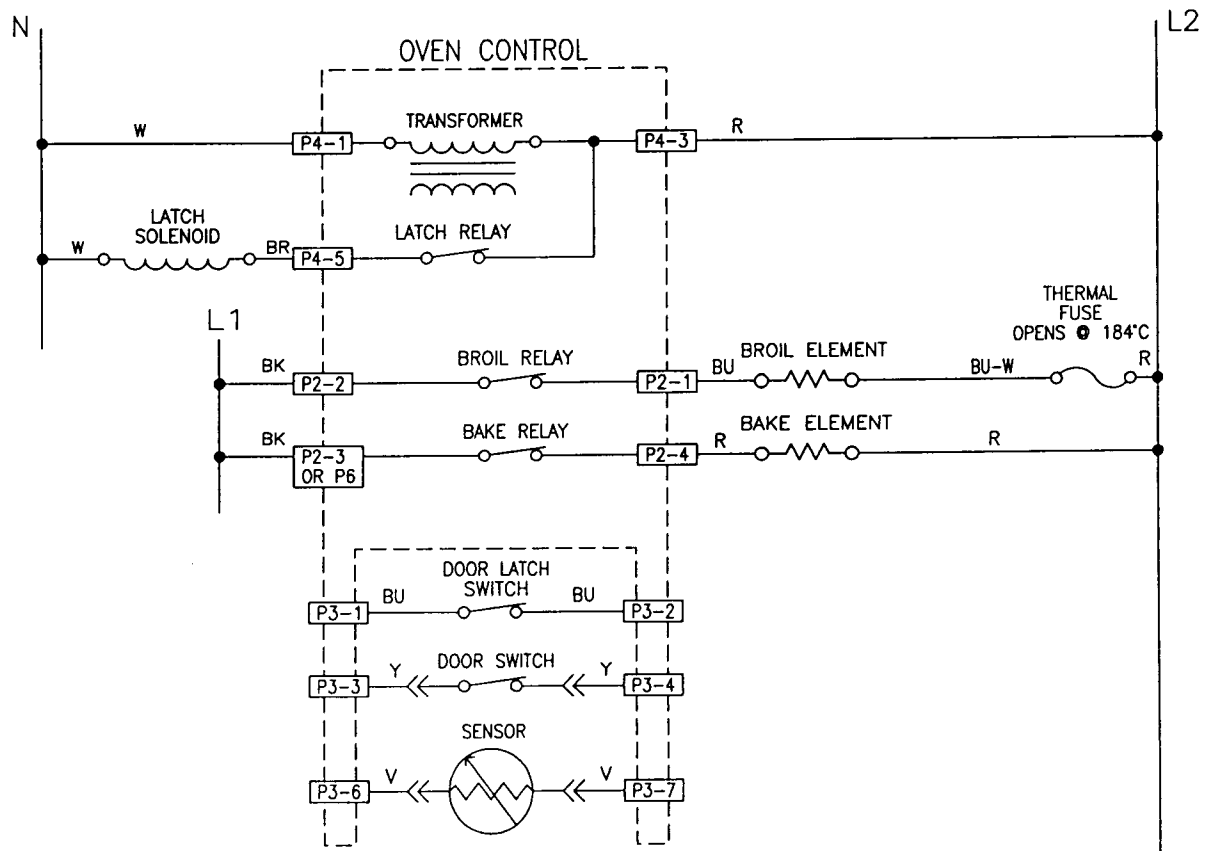 N
L2
OVEN CONTROL
W
P4-1
TRANSFORMER
P4-3
R
LATCH
SOLENOID
W
BR
P4-5
LATCH RELAY
L1
THERMAL
FUSE
OPENS @ 184°C
BK
P2-2
BROIL RELAY
P2-1
BU
BROIL ELEMENT
BU-W
R
BK
P2-3
OR P6
BAKE RELAY
P2-4
R
BAKE ELEMENT
R
DOOR LATCH
SWITCH
P3-1
BU
BU
P3-2
P3-3
Y
DOOR SWITCH
Y
P3-4
SENSOR
P3-6
V
V
P3-7